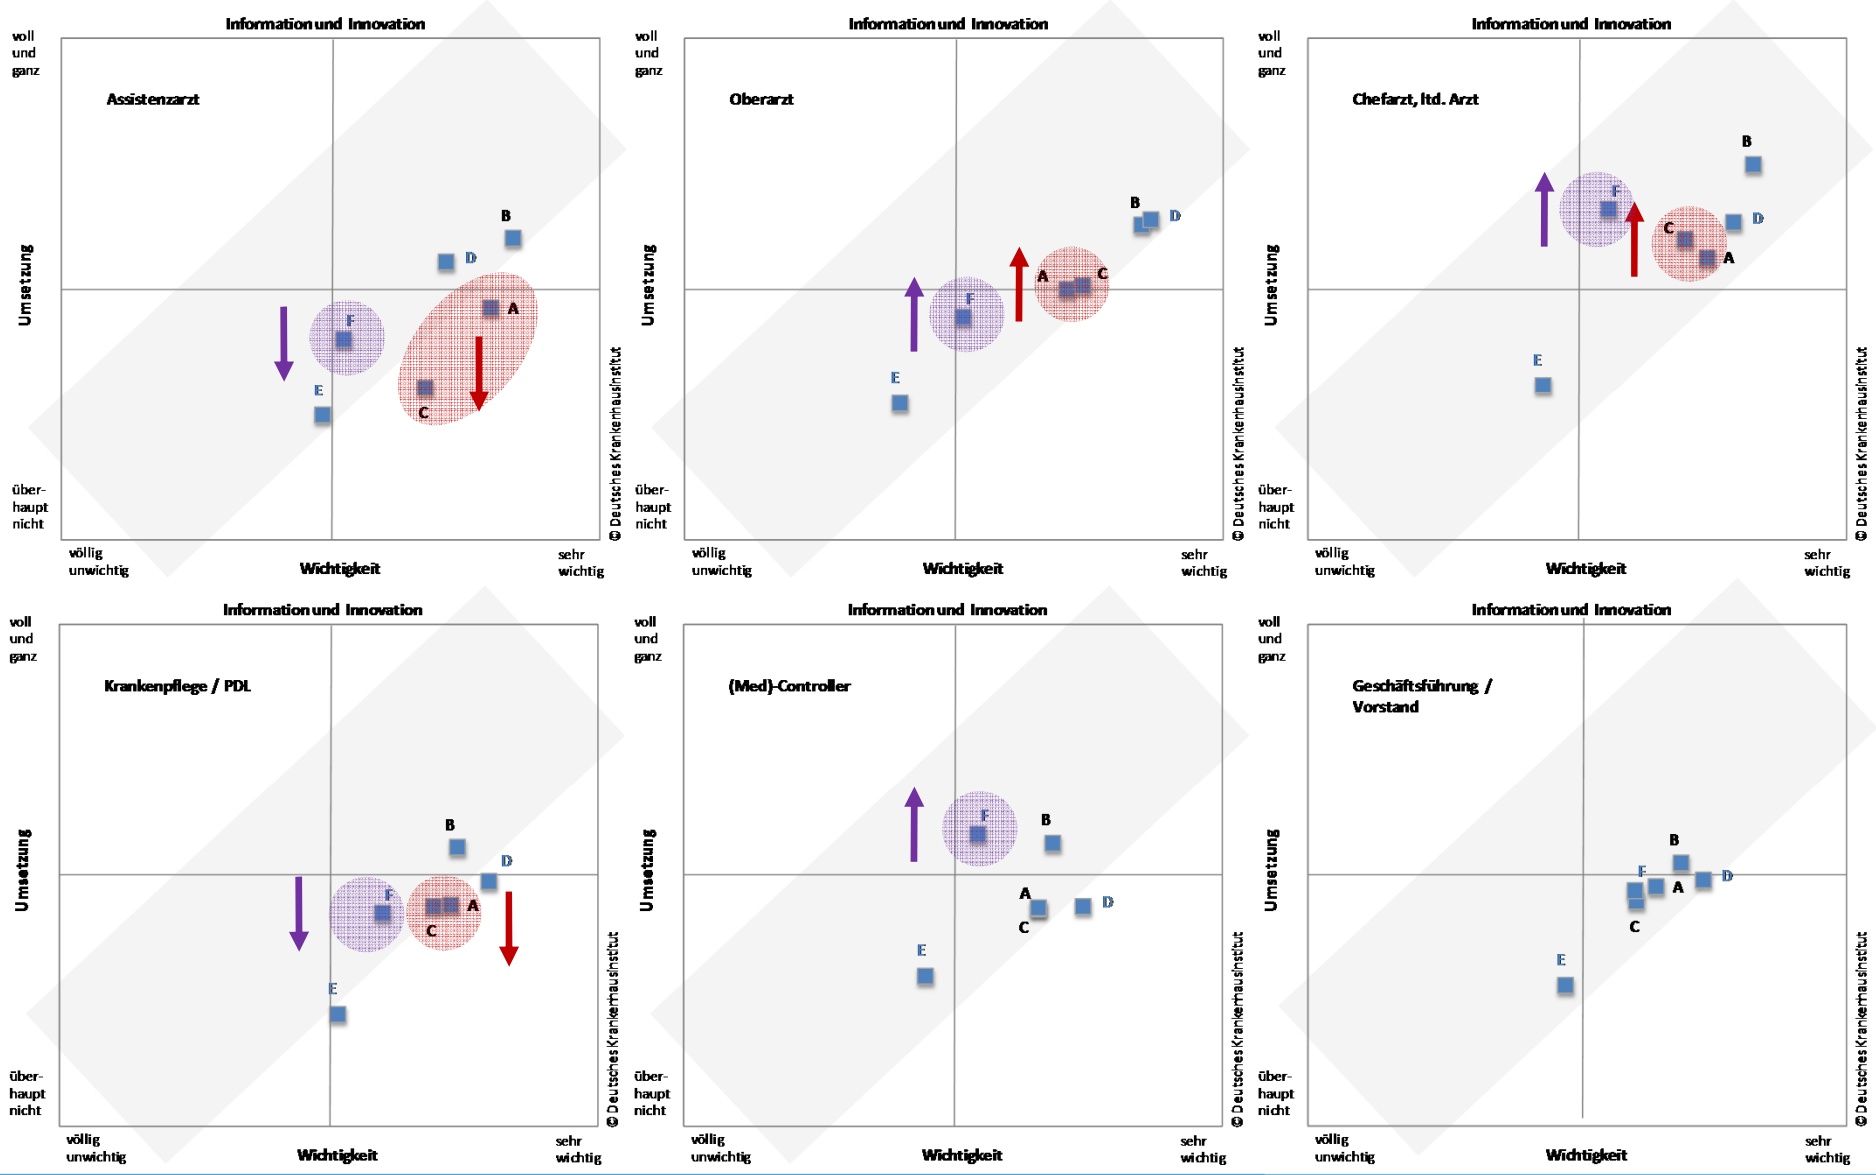 Information und Innovation
voll
und
ganz
Assistenzarzt
B
D
A
F
E
C
Umsetzung
über-
haupt
nicht
völlig
unwichtig
Wichtigkeit
sehr
wichtig
© Deutsches Krankenhausinstitut
Information und Innovation
voll
und
ganz
Oberarzt
B
D
A
C
F
E
Umsetzung
über-
haupt
nicht
völlig
unwichtig
Wichtigkeit
sehr
wichtig
© Deutsches Krankenhausinstitut
Information und Innovation
voll
und
ganz
Chefarzt, ltd. Arzt
B
F
D
C
A
E
Umsetzung
über-
haupt
nicht
völlig
unwichtig
Wichtigkeit
sehr
wichtig
© Deutsches Krankenhausinstitut
Information und Innovation
voll
und
ganz
Krankenpflege / PDL
B
D
F
A
C
E
Umsetzung
über-
haupt
nicht
völlig
unwichtig
Wichtigkeit
sehr
wichtig
© Deutsches Krankenhausinstitut
Information und Innovation
voll
und
ganz
(Med)-Controller
F
B
A
D
C
E
Umsetzung
über-
haupt
nicht
völlig
unwichtig
Wichtigkeit
sehr
wichtig
© Deutsches Krankenhausinstitut
Information und Innovation
voll
und
ganz
Geschäftsführung /
Vorstand
B
F
A
D
C
E
Umsetzung
über-
haupt
nicht
völlig
unwichtig
Wichtigkeit
sehr
wichtig
© Deutsches Krankenhausinstitut